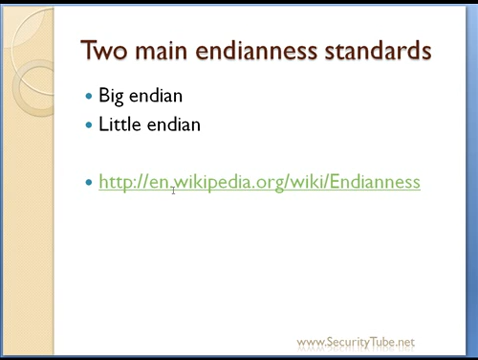 Two main endianness standards
Big endian
Little endian
http://en.wikipedia.org/wiki/Endianness
www.SecurityTube.net